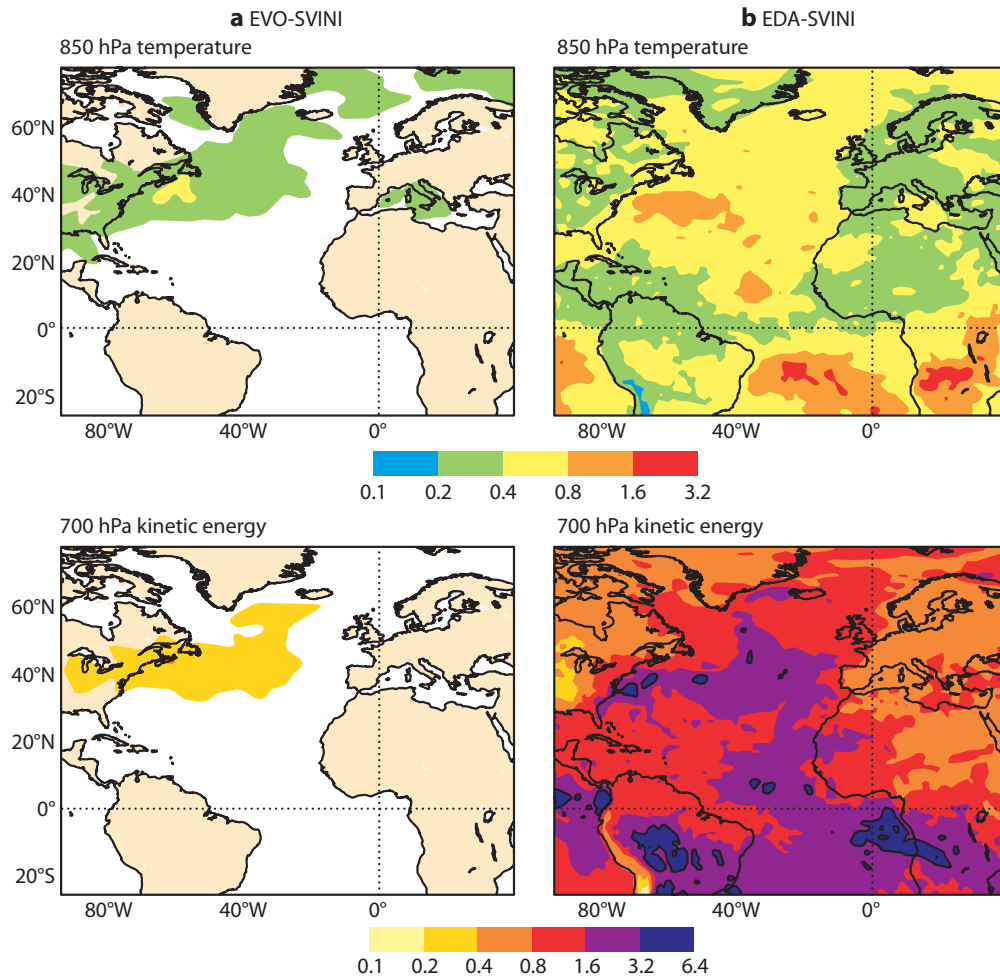 a EVO-SVINI
b EDA-SVINI
850 hPa temperature
850 hPa temperature
60°N
40°N
20°N
0°
20°S
80°W 40°W 0°
80°W 40°W 0°
0.1 0.2 0.4 0.8 1.6 3.2
700 hPa kinetic energy
700 hPa kinetic energy
60°N
40°N
20°N
0°
20°S
80°W 40°W 0°
80°W 40°W 0°
0.1 0.2 0.4 0.8 1.6 3.2 6.4